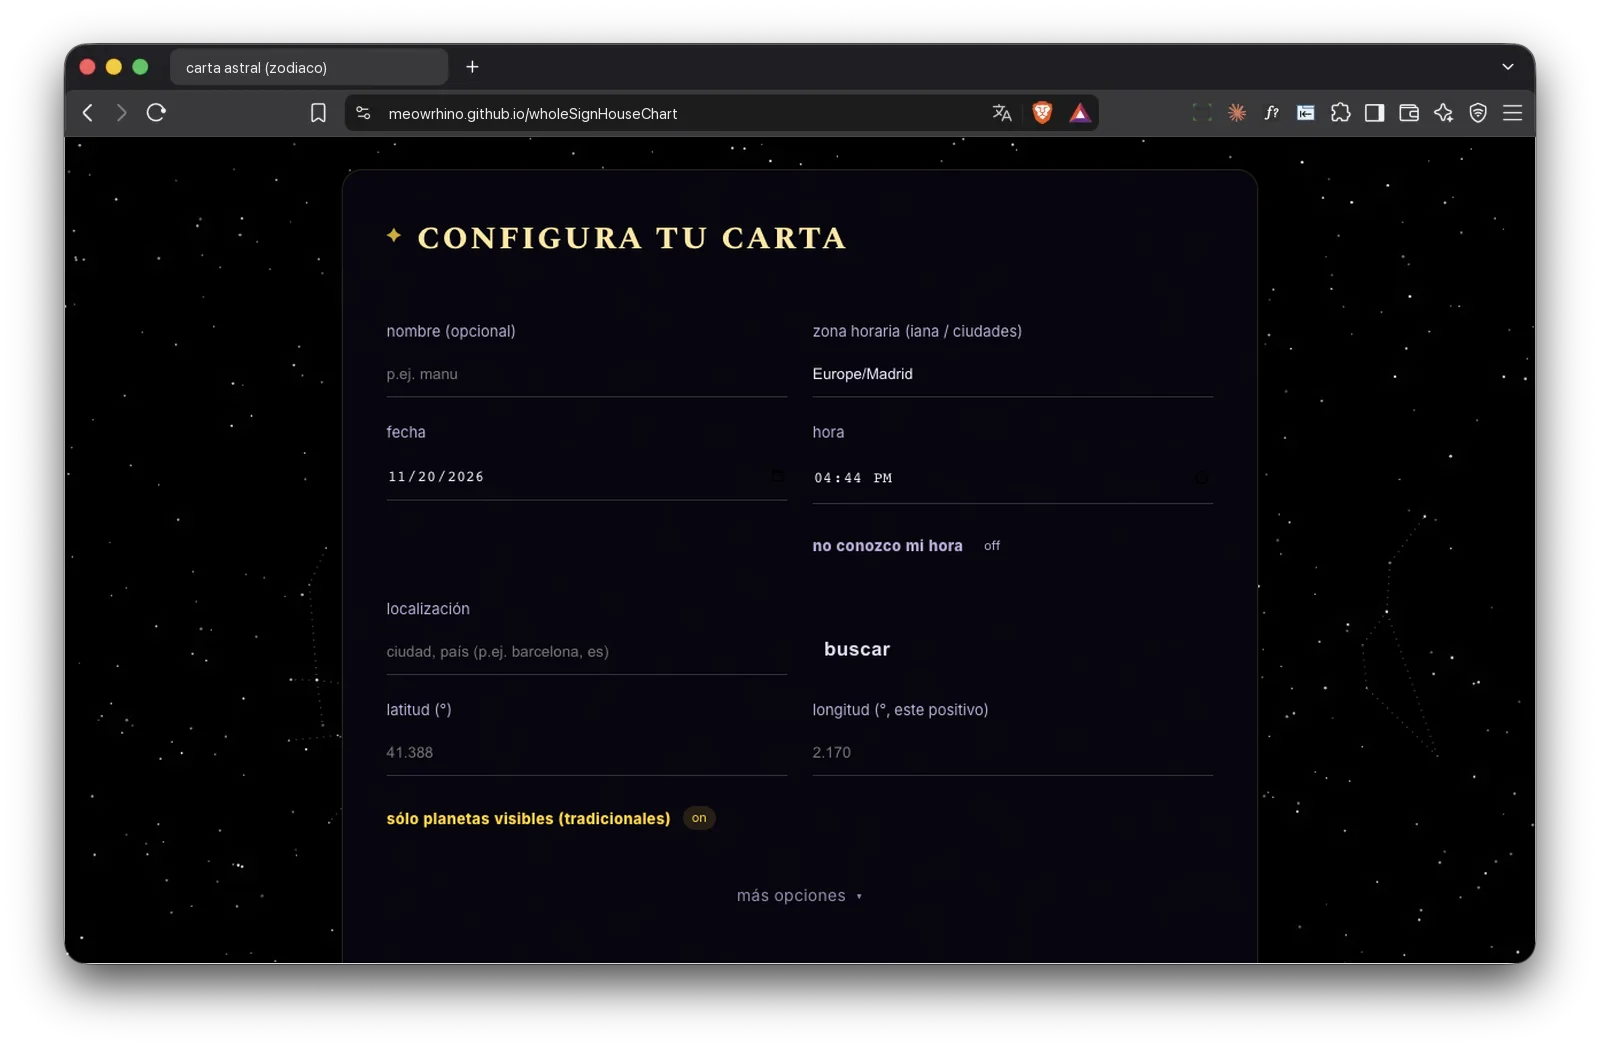 carta astral (zodiaco)
meowrhino.github.io/wholeSignHouseChart
f?
CONFIGURA TU CARTA
nombre (opcional)
zona horaria (iana / ciudades)
p.ej. manu
Europe/Madrid
fecha
hora
11/20/2026
04:44 PM
no conozco mi hora off
localización
ciudad, país (p.ej. barcelona, es)
buscar
latitud (°)
longitud (°, este positivo)
41.388
2.170
sólo planetas visibles (tradicionales) on
más opciones